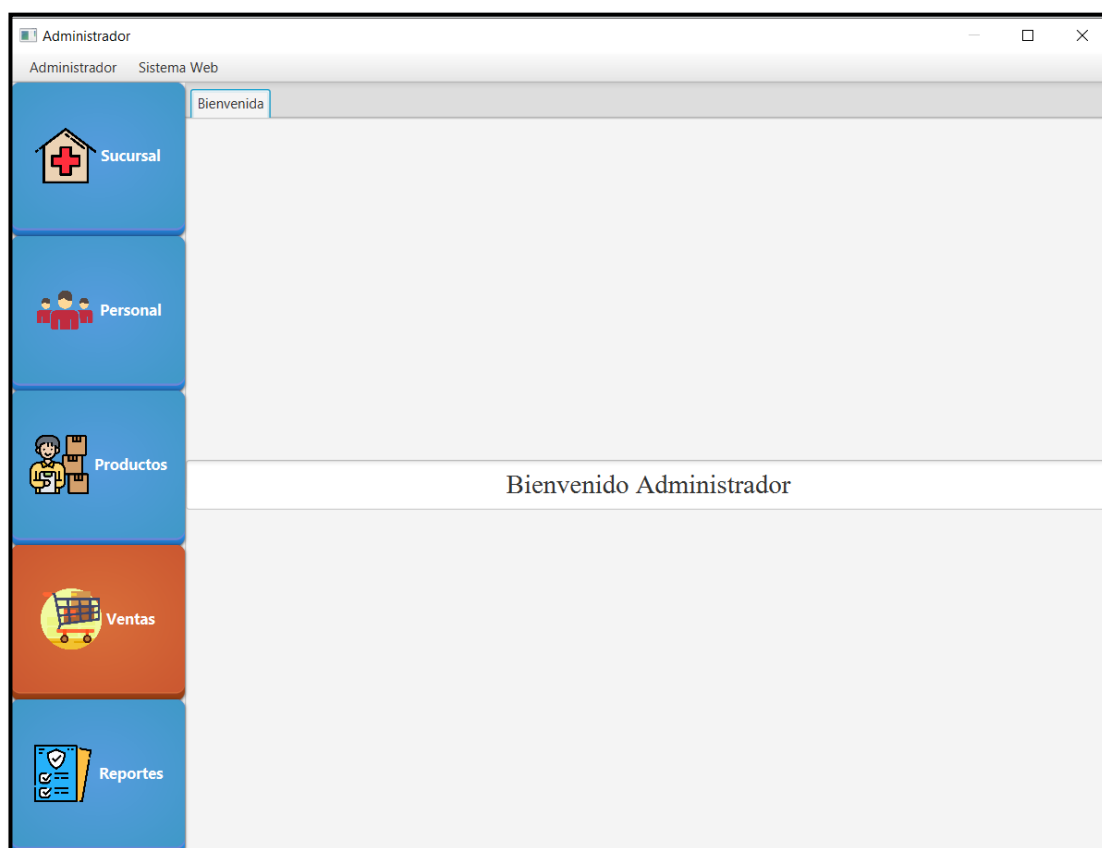 Administrador
Administrador Sistema Web
Bienvenida
Sucursal
Personal
Productos
Bienvenido Administrador
Ventas
Reportes